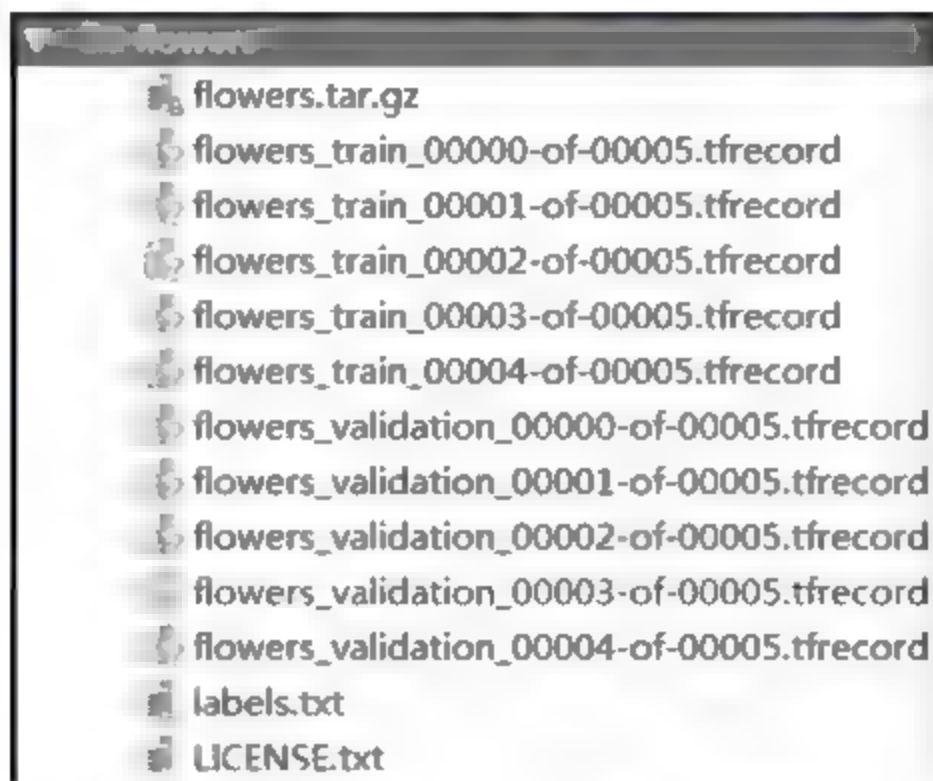 flowers.tar.gz
flowers_train_00000-of-00005.tfrecord
flowers_train_00001-of-00005.tfrecord
flowers_train_00002-of-00005.tfrecord
flowers_train_00003-of-00005.tfrecord
flowers_train_00004-of-00005.tfrecord
flowers_validation_00000-of-00005.tfrecord
flowers_validation_00001-of-00005.tfrecord
flowers_validation_00002-of-00005.tfrecord
flowers_validation_00003-of-00005.tfrecord
flowers_validation_00004-of-00005.tfrecord
labels.txt
LICENSE.txt